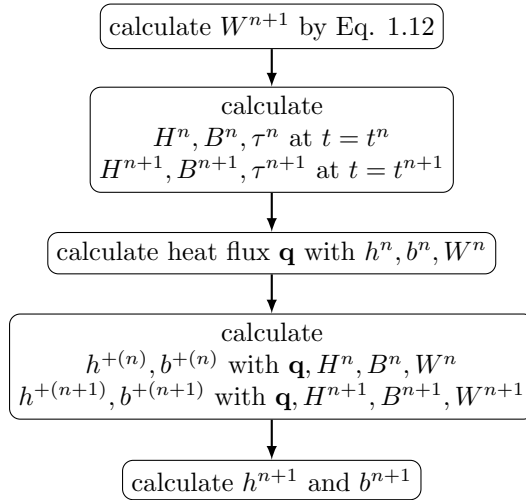 calculate W^{n+1} by Eq. 1.12
calculate
H^n, B^n, τ^n at t = t^n
H^{n+1}, B^{n+1}, τ^{n+1} at t = t^{n+1}
calculate heat flux q with h^n, b^n, W^n
calculate
h^{+(n)}, b^{+(n)} with q, H^n, B^n, W^n
h^{+(n+1)}, b^{+(n+1)} with q, H^{n+1}, B^{n+1}, W^{n+1}
calculate h^{n+1} and b^{n+1}